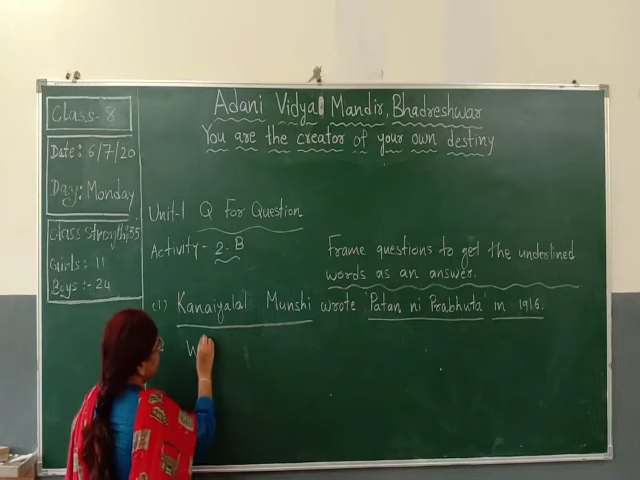 Adani Vidya Mandir, Bhadreshwar
You are the creator of your own destiny
Class- 8
Date: 6/7/20
Day: Monday
Class Strength:35
Girls:- 11
Boys:- 24
Unit-1 Q For Question
Activity- 2.B
Frame questions to get the underlined
words as an answer.
(1) Kanaiyalal Munshi wrote 'Patan ni Prabhuta' in 1916.
W